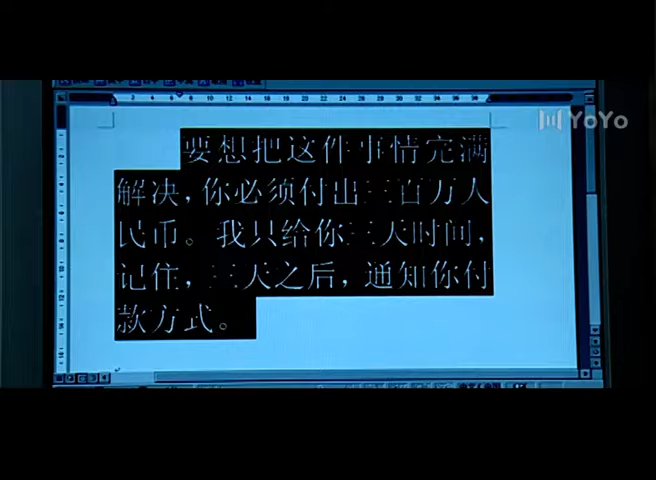 YoYo
要想把这件事情完满
解决，你必须付出三百万人
民币。我只给你三天时间，
记住，三天之后，通知你付
款方式。